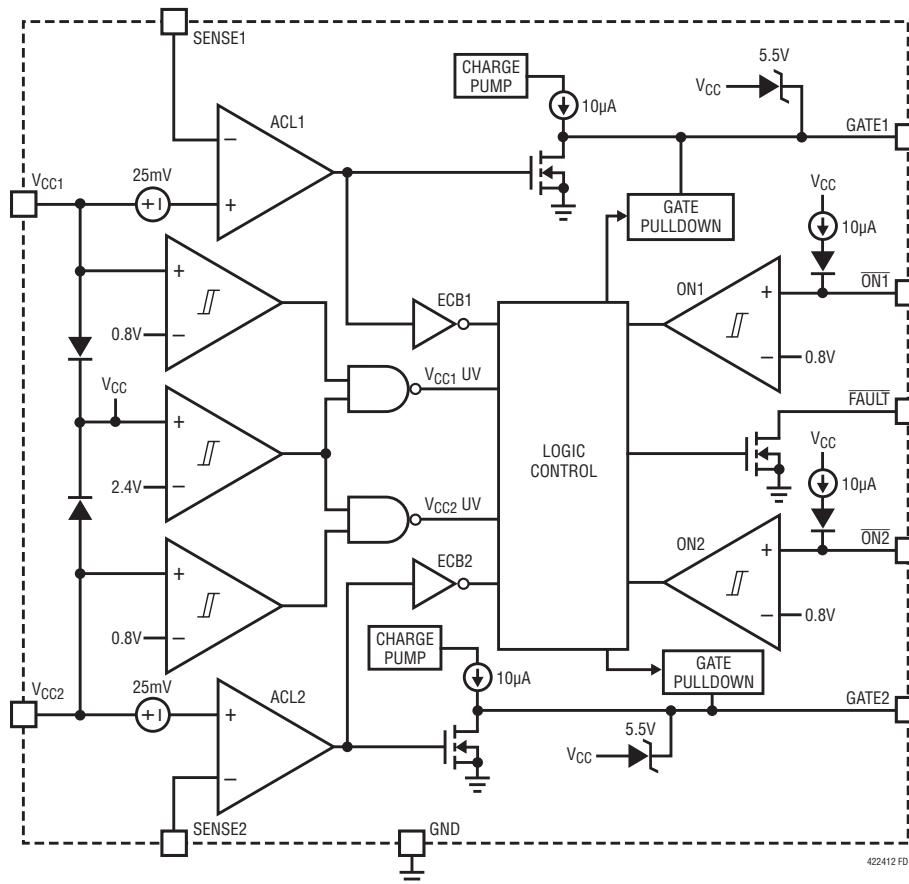 SENSE1
CHARGE
PUMP
10µA
5.5V
VCC
GATE1
ACL1
VCC1
25mV
+ –
–
+
GATE
PULLDOWN
VCC
10µA
ON1
+
–
0.8V
ON1
+
–
0.8V
ECB1
VCC1 UV
VCC
+
–
2.4V
LOGIC
CONTROL
FAULT
VCC
10µA
VCC2 UV
ECB2
ON2
+
–
0.8V
ON2
+
–
0.8V
CHARGE
PUMP
10µA
GATE
PULLDOWN
VCC2
25mV
+ –
ACL2
+
–
GATE2
5.5V
VCC
SENSE2
GND
422412 FD